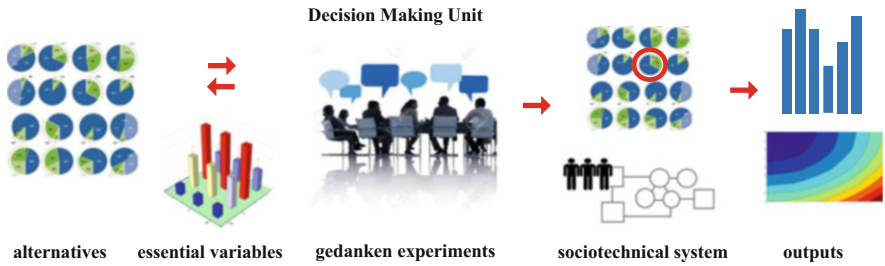 Decision Making Unit
alternatives essential variables gedanken experiments sociotechnical system outputs